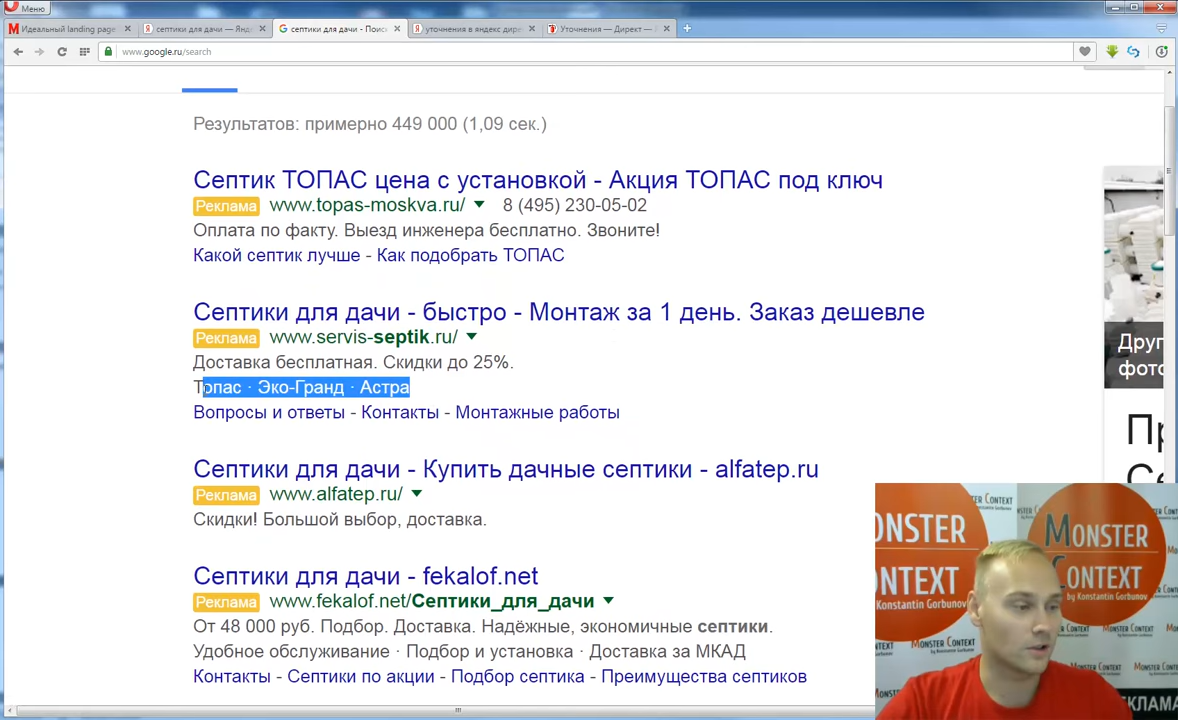 Меню
Идеальный landing page
септики для дачи — Янд
септики для дачи - Поис
уточнения в яндекс дире
Уточнения — Директ —
www.google.ru/search
Результатов: примерно 449 000 (1,09 сек.)
Септик ТОПАС цена с установкой - Акция ТОПАС под ключ
Реклама www.topas-moskva.ru/ 8 (495) 230-05-02
Оплата по факту. Выезд инженера бесплатно. Звоните!
Какой септик лучше - Как подобрать ТОПАС
Септики для дачи - быстро - Монтаж за 1 день. Заказ дешевле
Реклама www.servis-septik.ru/
Доставка бесплатная. Скидки до 25%.
Топас · Эко-Гранд · Астра
Вопросы и ответы - Контакты - Монтажные работы
Септики для дачи - Купить дачные септики - alfatep.ru
Реклама www.alfatep.ru/
Скидки! Большой выбор, доставка.
Септики для дачи - fekalof.net
Реклама www.fekalof.net/Септики_для_дачи
От 48 000 руб. Подбор. Доставка. Надёжные, экономичные септики.
Удобное обслуживание · Подбор и установка · Доставка за МКАД
Контакты - Септики по акции - Подбор септика - Преимущества септиков
Друг
фото
MONSTER
CONTEXT
by Konstantin Gorbunov
MONSTER
CONTEXT
Konstantin Gorbunov